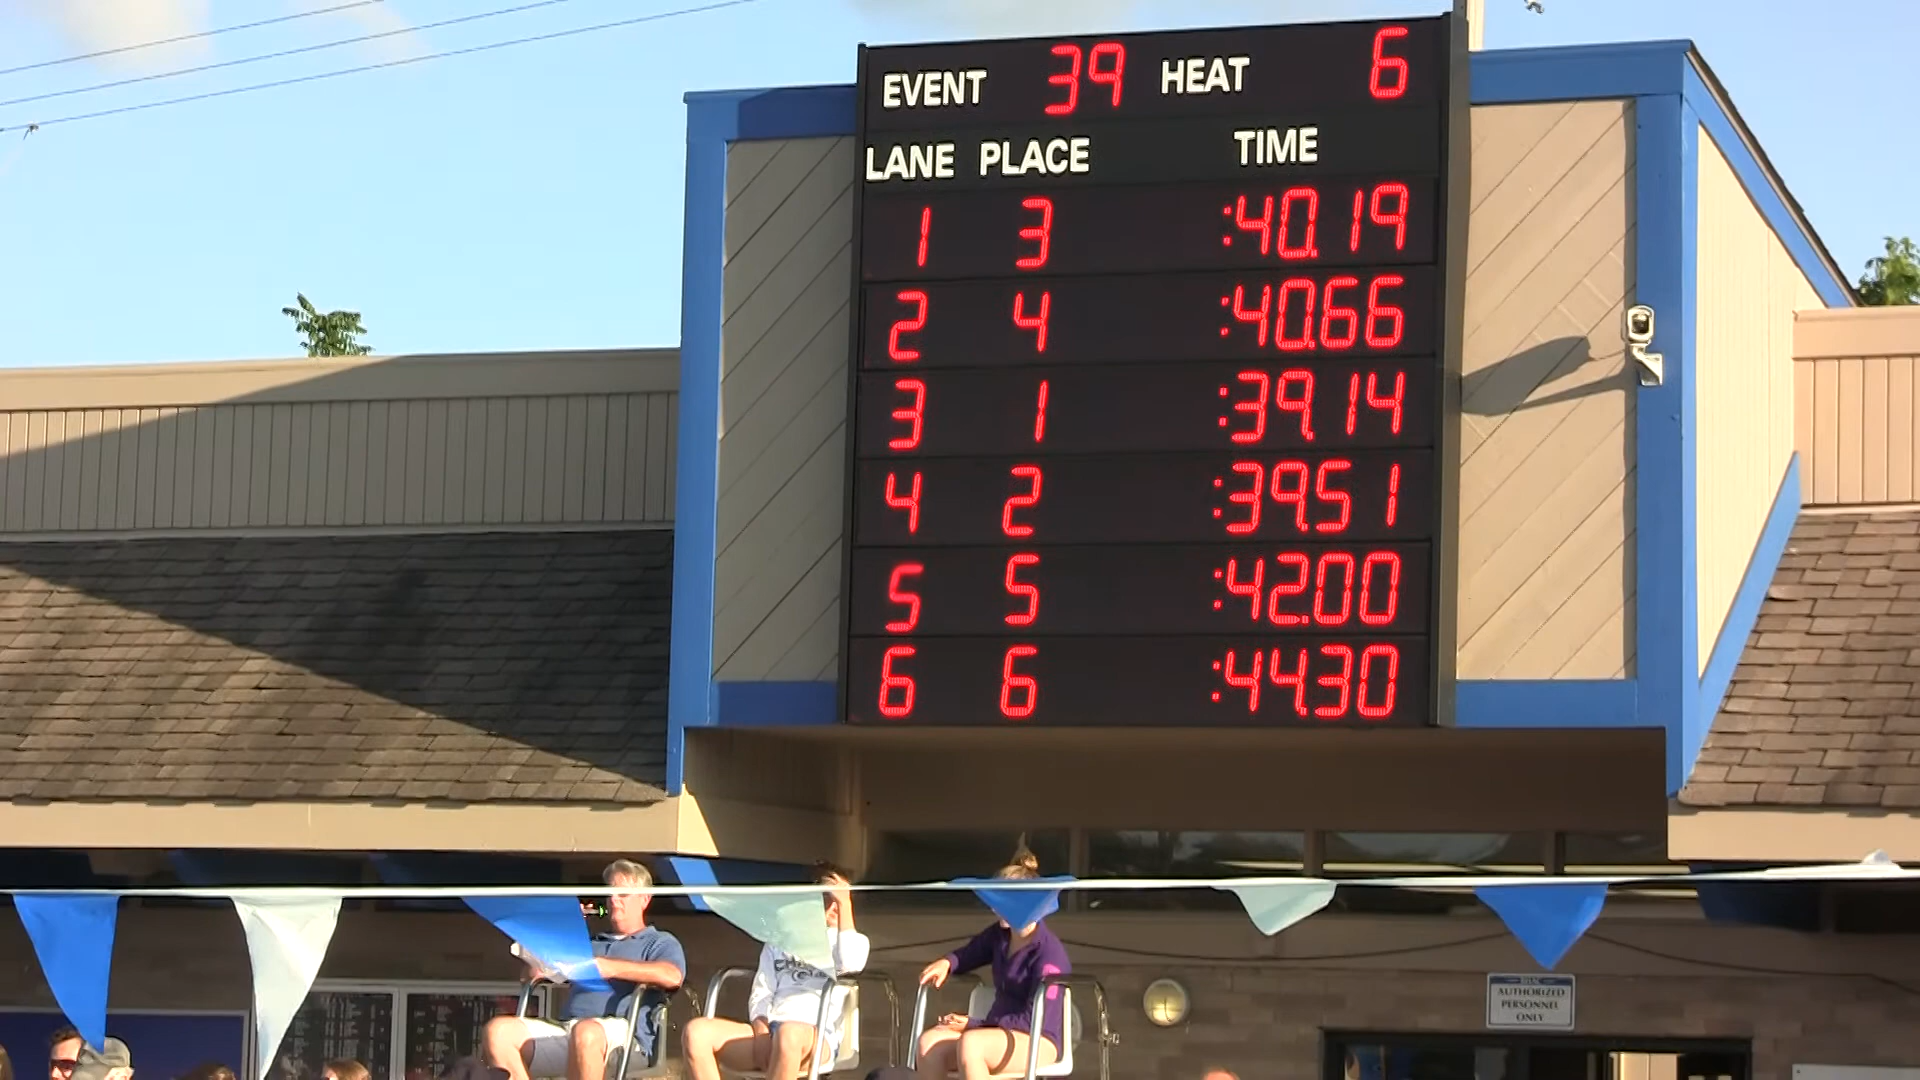 EVENT 39 HEAT 6
LANE PLACE TIME
1 3 :40.19
2 4 :40.66
3 1 :39.14
4 2 :39.51
5 5 :42.00
6 6 :44.30
AUTHORIZED
PERSONNEL
ONLY